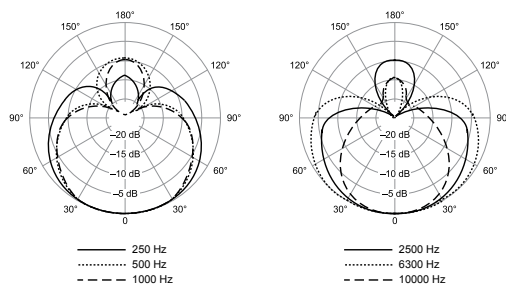 180°
150° 150°
120° 120°
90° 90°
60° 60°
30° 30°
0
–20 dB
–15 dB
–10 dB
–5 dB
250 Hz
500 Hz
1000 Hz
180°
150° 150°
120° 120°
90° 90°
60° 60°
30° 30°
0
–20 dB
–15 dB
–10 dB
–5 dB
2500 Hz
6300 Hz
10000 Hz